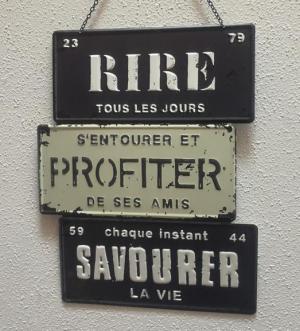 23 79
RIRE
TOUS LES JOURS
S'ENTOURER ET
PROFITER
DE SES AMIS
59 chaque instant 44
SAVOURER
LA VIE